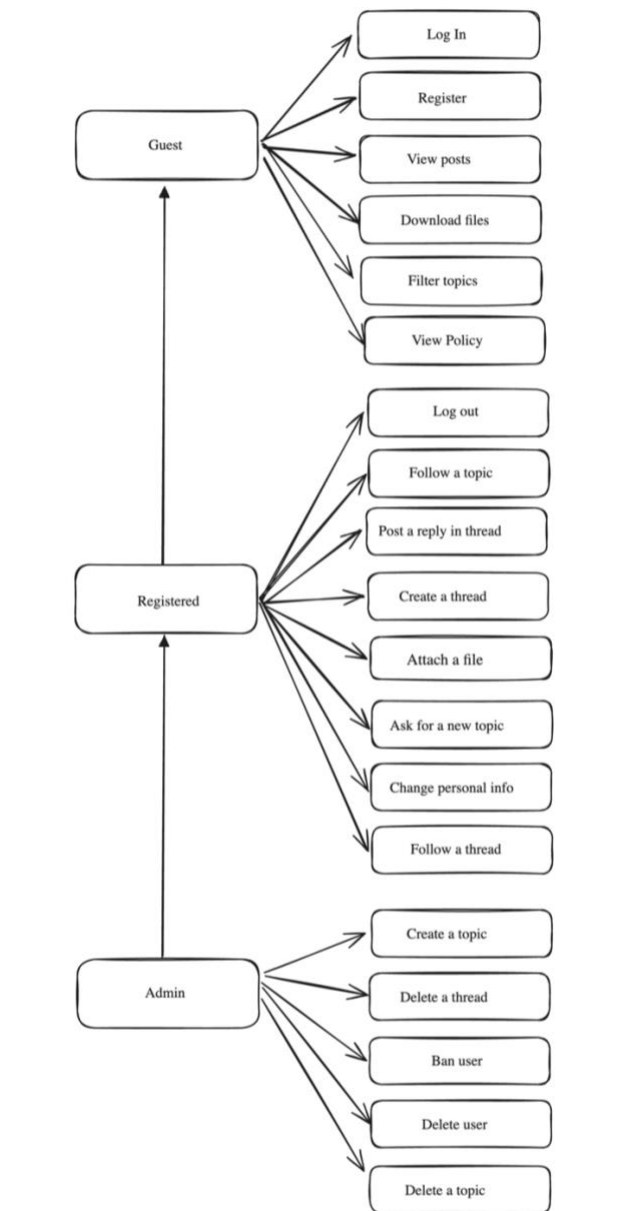 Log In
Register
Guest
View posts
Download files
Filter topics
View Policy
Log out
Follow a topic
Post a reply in thread
Registered
Create a thread
Attach a file
Ask for a new topic
Change personal info
Follow a thread
Create a topic
Admin
Delete a thread
Ban user
Delete user
Delete a topic